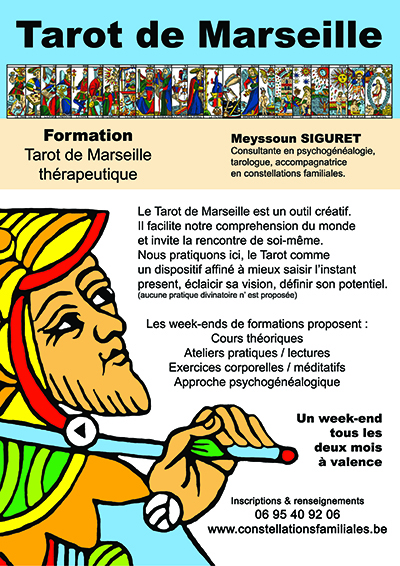 Tarot de Marseille
Formation
Tarot de Marseille
thérapeutique
Meyssoun SIGURET
Consultante en psychogénéalogie,
tarologue, accompagnatrice
en constellations familiales.
Le Tarot de Marseille est un outil créatif.
Il facilite notre comprehension du monde
et invite la rencontre de soi-même.
Nous pratiquons ici, le Tarot comme
un dispositif affiné à mieux saisir l'instant
present, éclaicir sa vision, définir son potentiel.
(aucune pratique divinatoire n' est proposée)
Les week-ends de formations proposent :
Cours théoriques
Ateliers pratiques / lectures
Exercices corporelles / méditatifs
Approche psychogénéalogique
Un week-end
tous les
deux mois
à valence
Inscriptions & renseignements
06 95 40 92 06
www.constellationsfamiliales.be